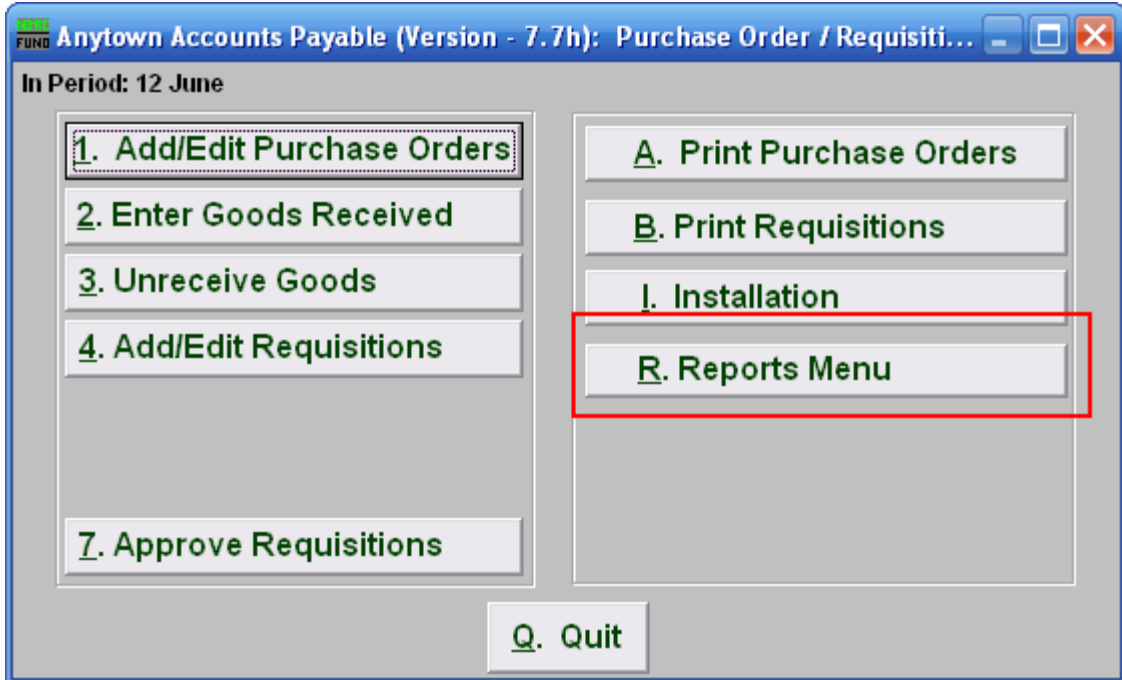 FUND Anytown Accounts Payable (Version - 7.7h): Purchase Order / Requisiti...
In Period: 12 June
1. Add/Edit Purchase Orders
2. Enter Goods Received
3. Unreceive Goods
4. Add/Edit Requisitions
7. Approve Requisitions
A. Print Purchase Orders
B. Print Requisitions
I. Installation
R. Reports Menu
Q. Quit